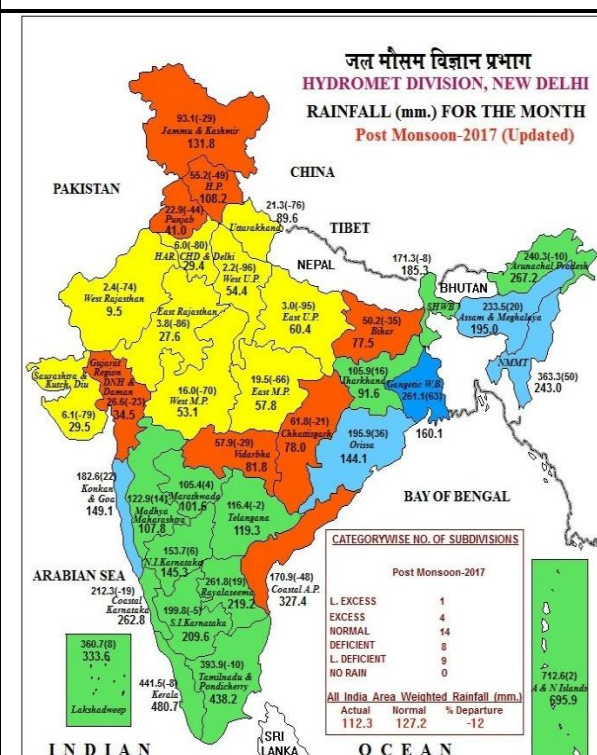 जल मौसम विज्ञान प्रभाग
HYDROMET DIVISION, NEW DELHI
RAINFALL (mm.) FOR THE MONTH
Post Monsoon-2017 (Updated)
93.1(-29)
Jammu & Kashmir
131.8
CHINA
55.2(-49)
H.P.
108.2
PAKISTAN
22.9(-44)
Punjab
41.0
21.3(-76)
89.6
Uttarakhand
TIBET
6.0(-80)
HAR. CHD & Delhi
29.4
NEPAL
2.2(-96)
West U.P.
54.4
171.3(-8)
185.3
SHWB
BHUTAN
240.3(-10)
Arunachal Pradesh
267.2
2.4(-74)
West Rajasthan
9.5
East Rajasthan
3.8(-86)
27.6
3.0(-95)
East U.P.
60.4
50.2(-35)
Bihar
77.5
233.5(20)
Assam & Meghalaya
195.0
NMMT
363.3(50)
243.0
Saurashtra &
Kutch, Diu
6.1(-79)
29.5
Gujarat
Region
DNH &
Daman
26.6(-23)
34.5
16.0(-70)
West M.P.
53.1
19.5(-66)
East M.P.
57.8
105.9(16)
Jharkhand
91.6
Gangetic W.B.
261.1(63)
160.1
61.8(-21)
Chhattisgarh
78.0
195.9(36)
Orissa
144.1
57.9(-29)
Vidarbha
81.8
182.6(22)
Konkan
& Goa
149.1
122.9(14)
Madhya
Maharashtra
107.8
105.4(4)
Marathwada
101.6
116.4(-2)
Telangana
119.3
BAY OF BENGAL
153.7(6)
N.I.Karnataka
145.3
ARABIAN SEA
212.3(-19)
Coastal
Karnataka
262.8
261.8(19)
Rayalaseema
219.2
170.9(-48)
Coastal A.P.
327.4
199.8(-5)
S.I.Karnataka
209.6
360.7(8)
333.6
Lakshadweep
441.5(-8)
Kerala
480.7
393.9(-10)
Tamilnadu &
Pondicherry
438.2
CATEGORYWISE NO. OF SUBDIVISIONS
Post Monsoon-2017
L. EXCESS 1
EXCESS 4
NORMAL 14
DEFICIENT 8
L. DEFICIENT 9
NO RAIN 0
All India Area Weighted Rainfall (mm.)
Actual Normal % Departure
112.3 127.2 -12
712.6(2)
A & N Islands
695.9
SRI
LANKA
INDIAN OCEAN